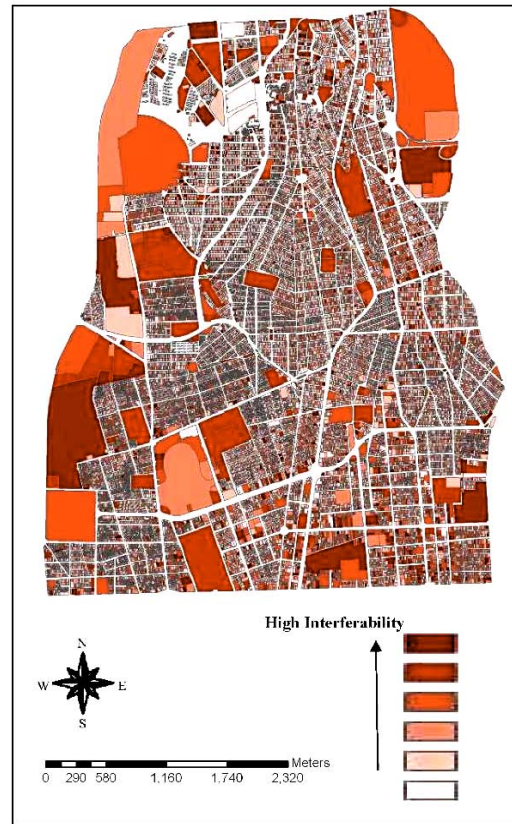 High Interferability
N
W E
S
Meters
0 290 580 1,160 1,740 2,320